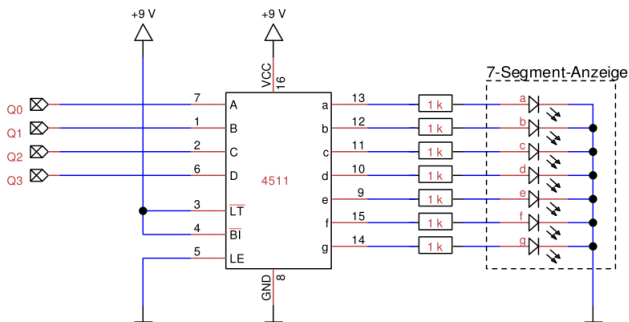 +9 V
+9 V
7-Segment-Anzeige
VCC
16
Q0 7 A a 13 1 k a
Q1 1 B b 12 1 k b
Q2 2 C c 11 1 k c
Q3 6 D d 10 1 k d
4511
3 LT e 9 1 k e
4 BI f 15 1 k f
5 LE g 14 1 k g
GND
8